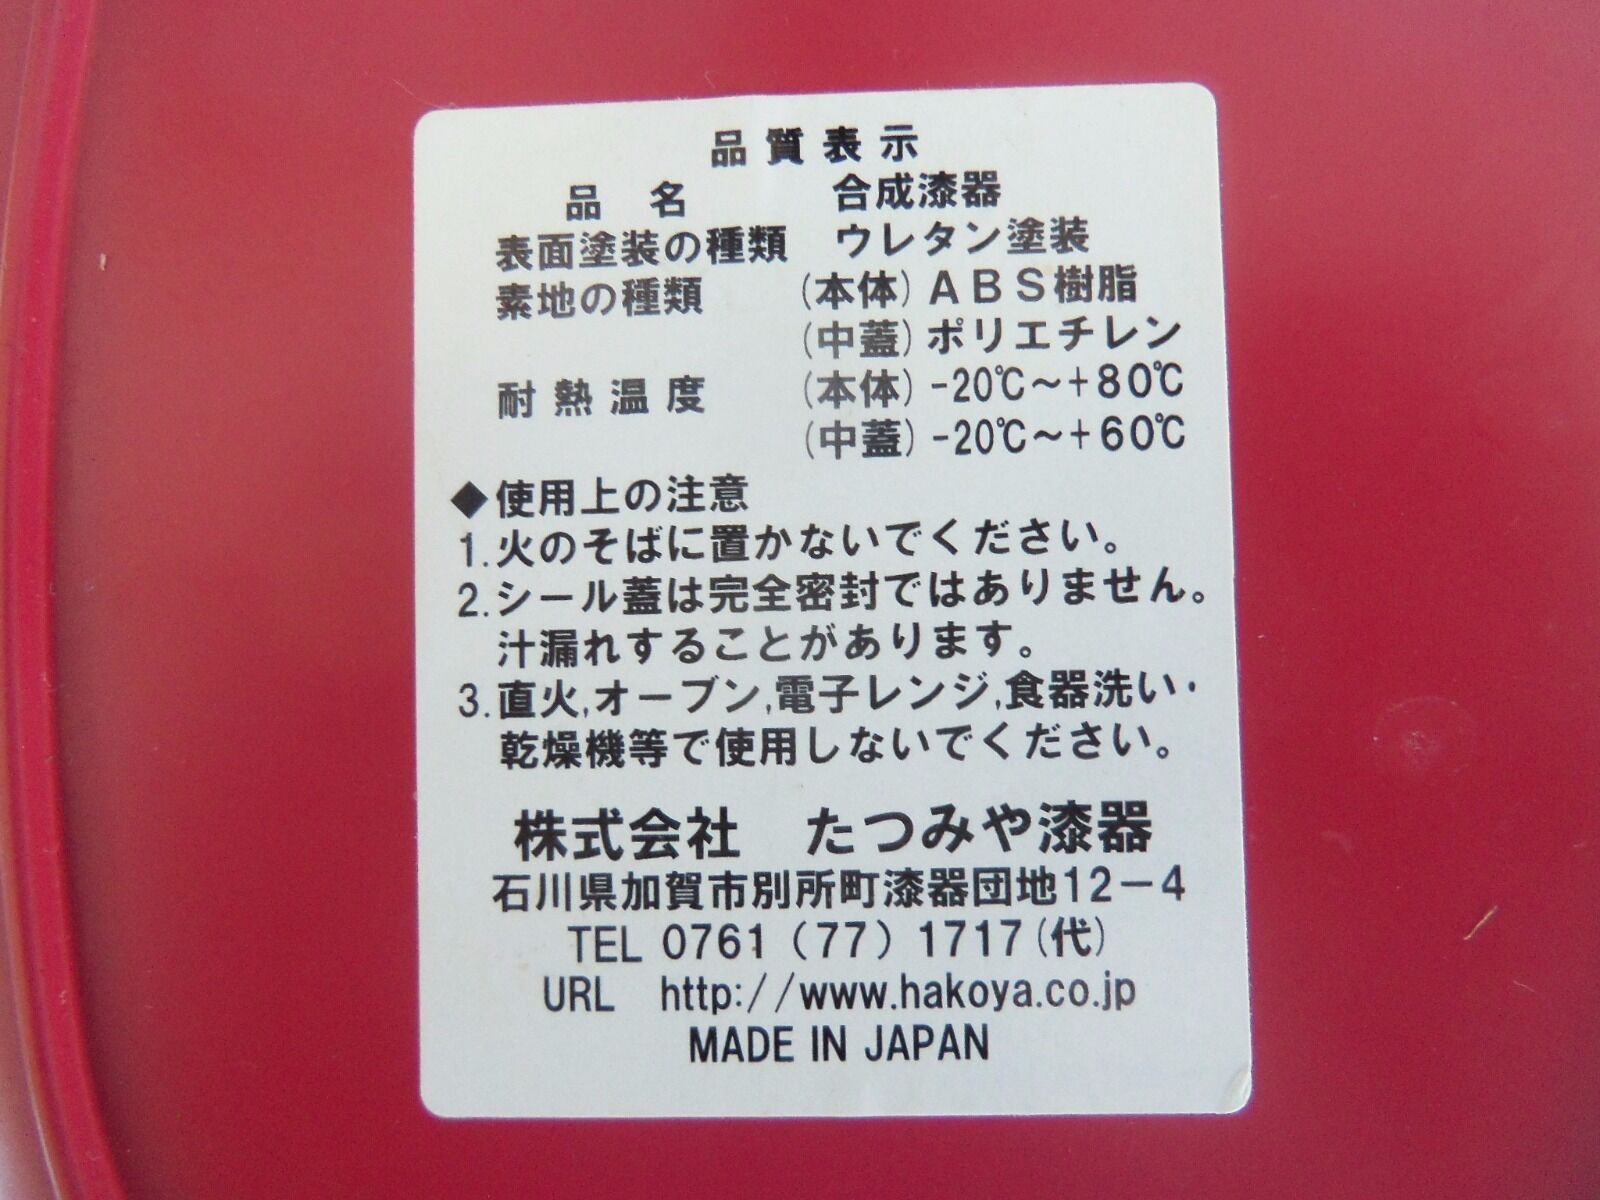 品質表示
品　名　合成漆器
表面塗装の種類　ウレタン塗装
素地の種類　(本体)ＡＢＳ樹脂
(中蓋)ポリエチレン
耐熱温度　(本体)-20℃～+80℃
(中蓋)-20℃～+60℃
◆使用上の注意
1.火のそばに置かないでください。
2.シール蓋は完全密封ではありません。
汁漏れすることがあります。
3.直火,オーブン,電子レンジ,食器洗い・
乾燥機等で使用しないでください。
株式会社　たつみや漆器
石川県加賀市別所町漆器団地12－4
TEL 0761（77）1717(代)
URL　http://www.hakoya.co.jp
MADE IN JAPAN